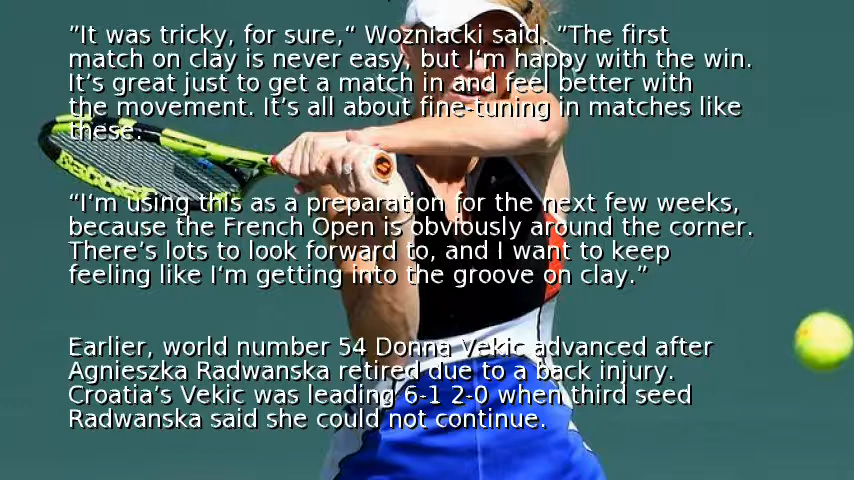 "It was tricky, for sure,“ Wozniacki said. "The first
match on clay is never easy, but I‘m happy with the win.
It’s great just to get a match in and feel better with
the movement. It’s all about fine-tuning in matches like
these.
“I‘m using this as a preparation for the next few weeks,
because the French Open is obviously around the corner.
There’s lots to look forward to, and I want to keep
feeling like I‘m getting into the groove on clay.”
Earlier, world number 54 Donna Vekic advanced after
Agnieszka Radwanska retired due to a back injury.
Croatia’s Vekic was leading 6-1 2-0 when third seed
Radwanska said she could not continue.